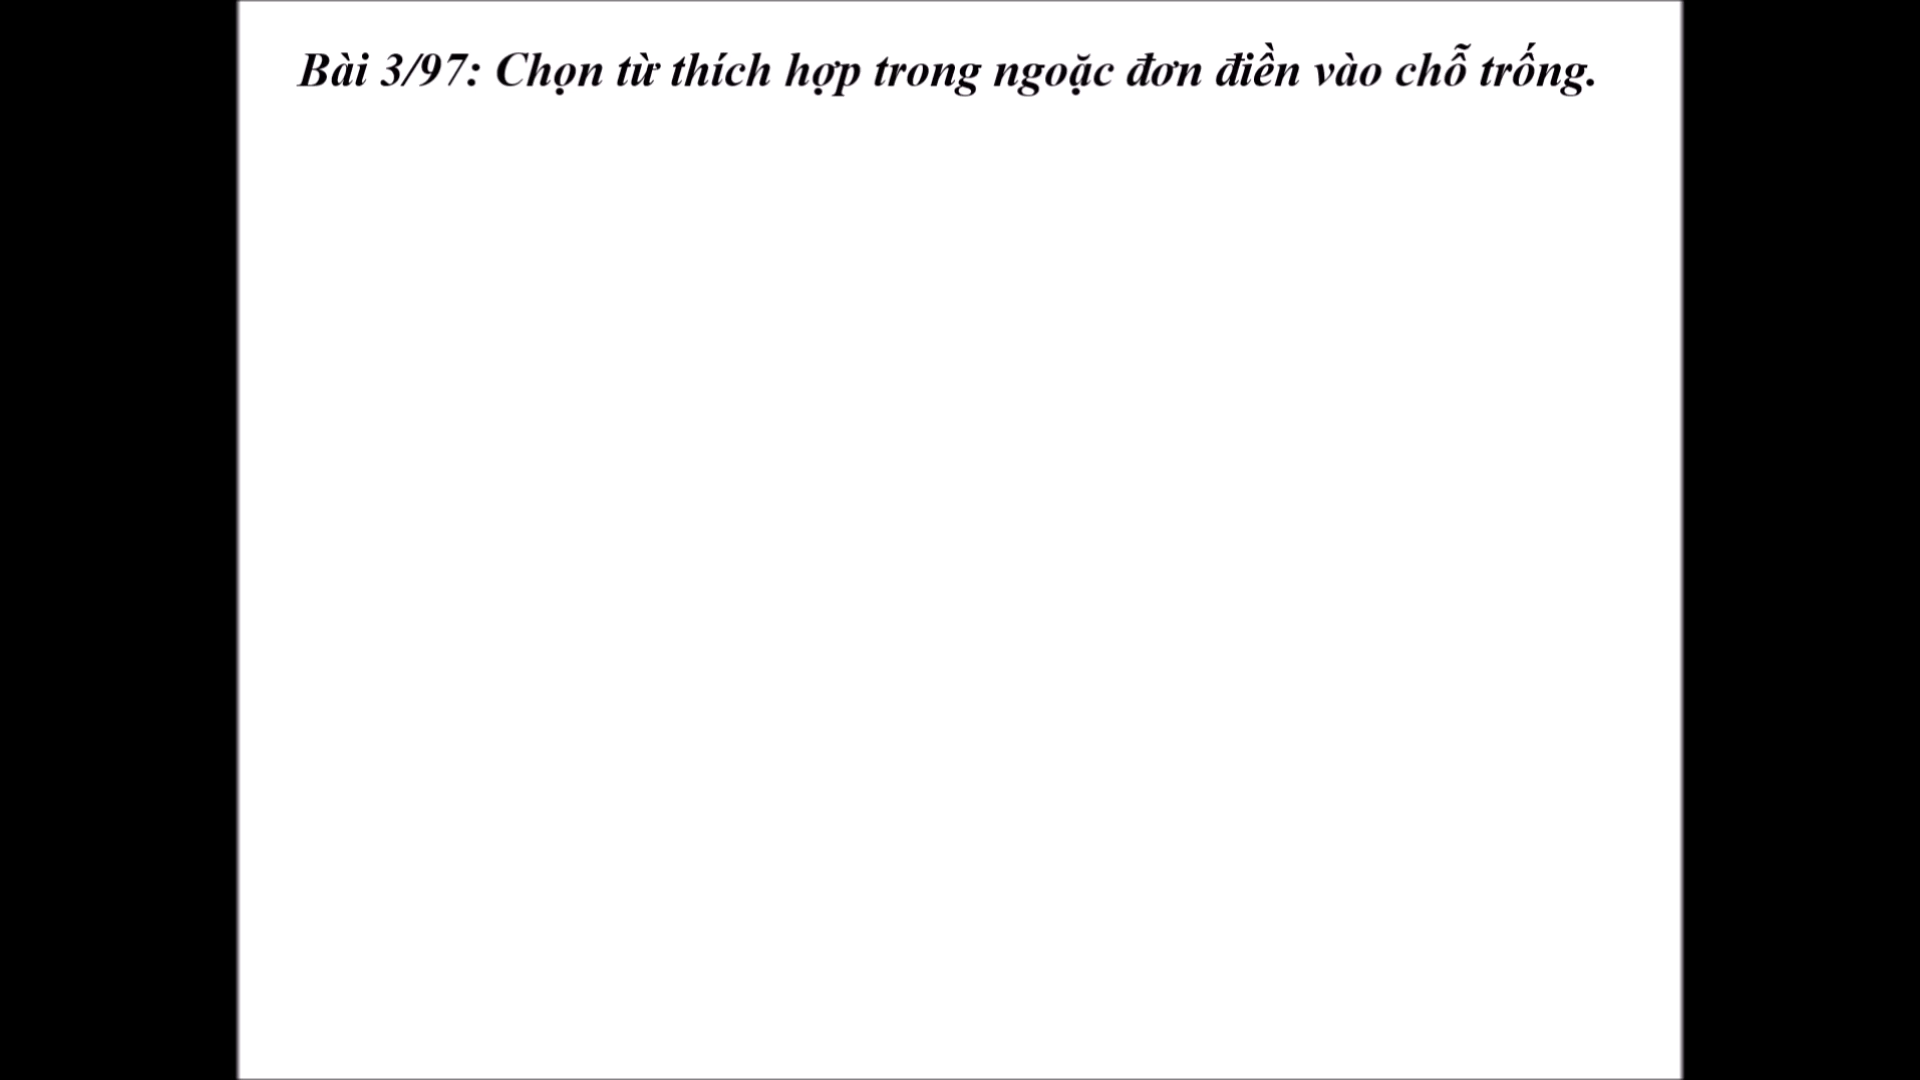 Bài 3/97: Chọn từ thích hợp trong ngoặc đơn điền vào chỗ trống.